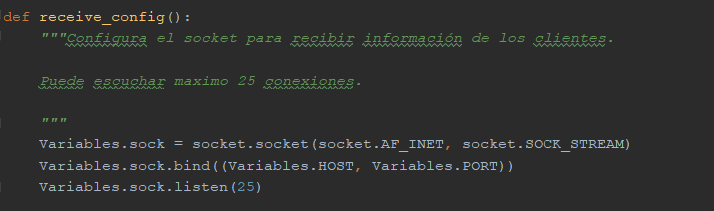 def receive_config():
    """Configura el socket para recibir información de los clientes.
    Puede escuchar maximo 25 conexiones.
    """
    Variables.sock = socket.socket(socket.AF_INET, socket.SOCK_STREAM)
    Variables.sock.bind((Variables.HOST, Variables.PORT))
    Variables.sock.listen(25)